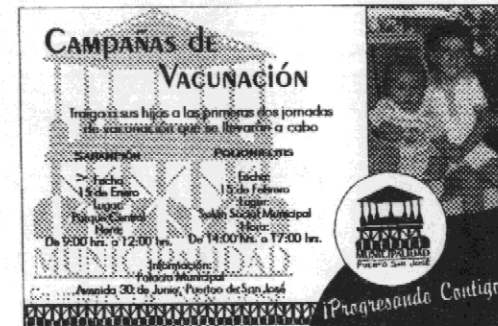 CAMPAÑAS DE
VACUNACIÓN
Traiga a sus hijos a las primeras dos jornadas
de vacunación que se llevarán a cabo
SARAMPIÓN
Fecha:
15 de Enero
Lugar:
Parque Central
Hora:
De 9:00 hrs. a 12:00 hrs.
POLIOMIELITIS
Fecha:
15 de Febrero
Lugar:
Salón Social Municipal
Hora:
De 14:00 hrs. a 17:00 hrs.
MUNICIPALIDAD
Información:
Palacio Municipal
Avenida 30 de Junio, Puerto de San José
MUNICIPALIDAD
PUERTO SAN JOSÉ
¡Progresando Contigo